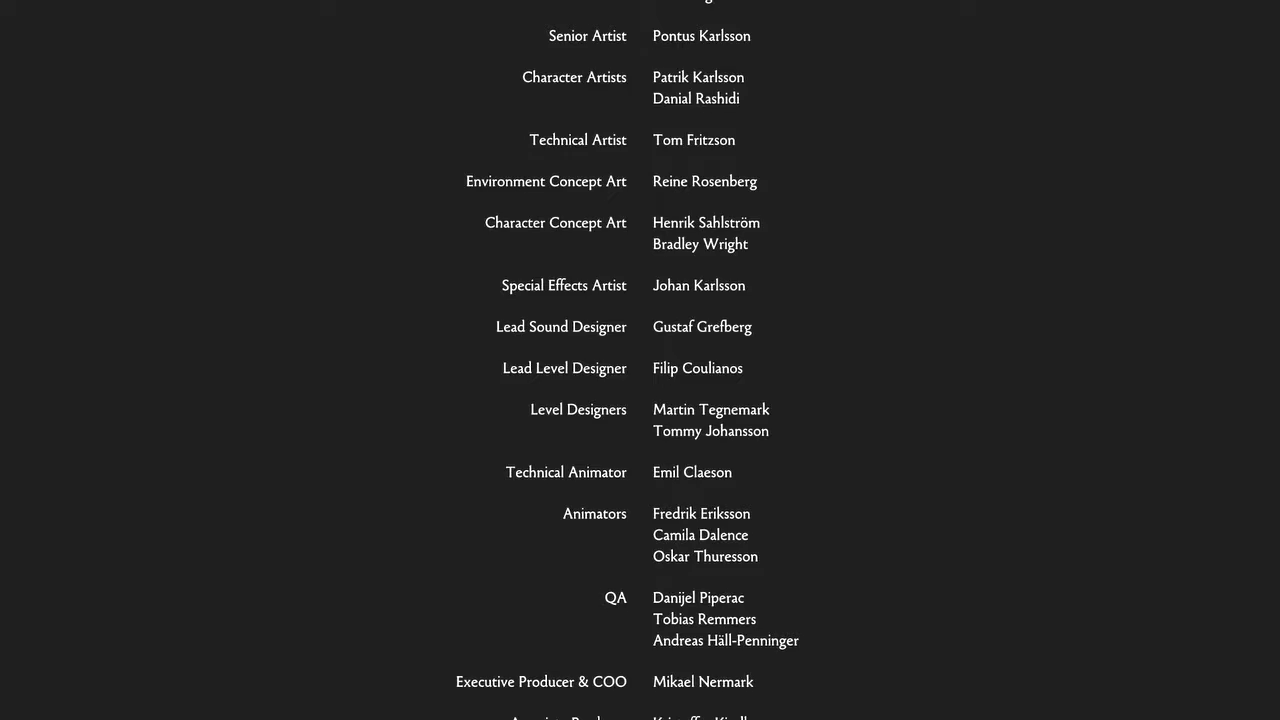 Senior Artist Pontus Karlsson
Character Artists Patrik Karlsson
Danial Rashidi
Technical Artist Tom Fritzson
Environment Concept Art Reine Rosenberg
Character Concept Art Henrik Sahlström
Bradley Wright
Special Effects Artist Johan Karlsson
Lead Sound Designer Gustaf Grefberg
Lead Level Designer Filip Coulianos
Level Designers Martin Tegnemark
Tommy Johansson
Technical Animator Emil Claeson
Animators Fredrik Eriksson
Camila Dalence
Oskar Thuresson
QA Danijel Piperac
Tobias Remmers
Andreas Häll-Penninger
Executive Producer & COO Mikael Nermark